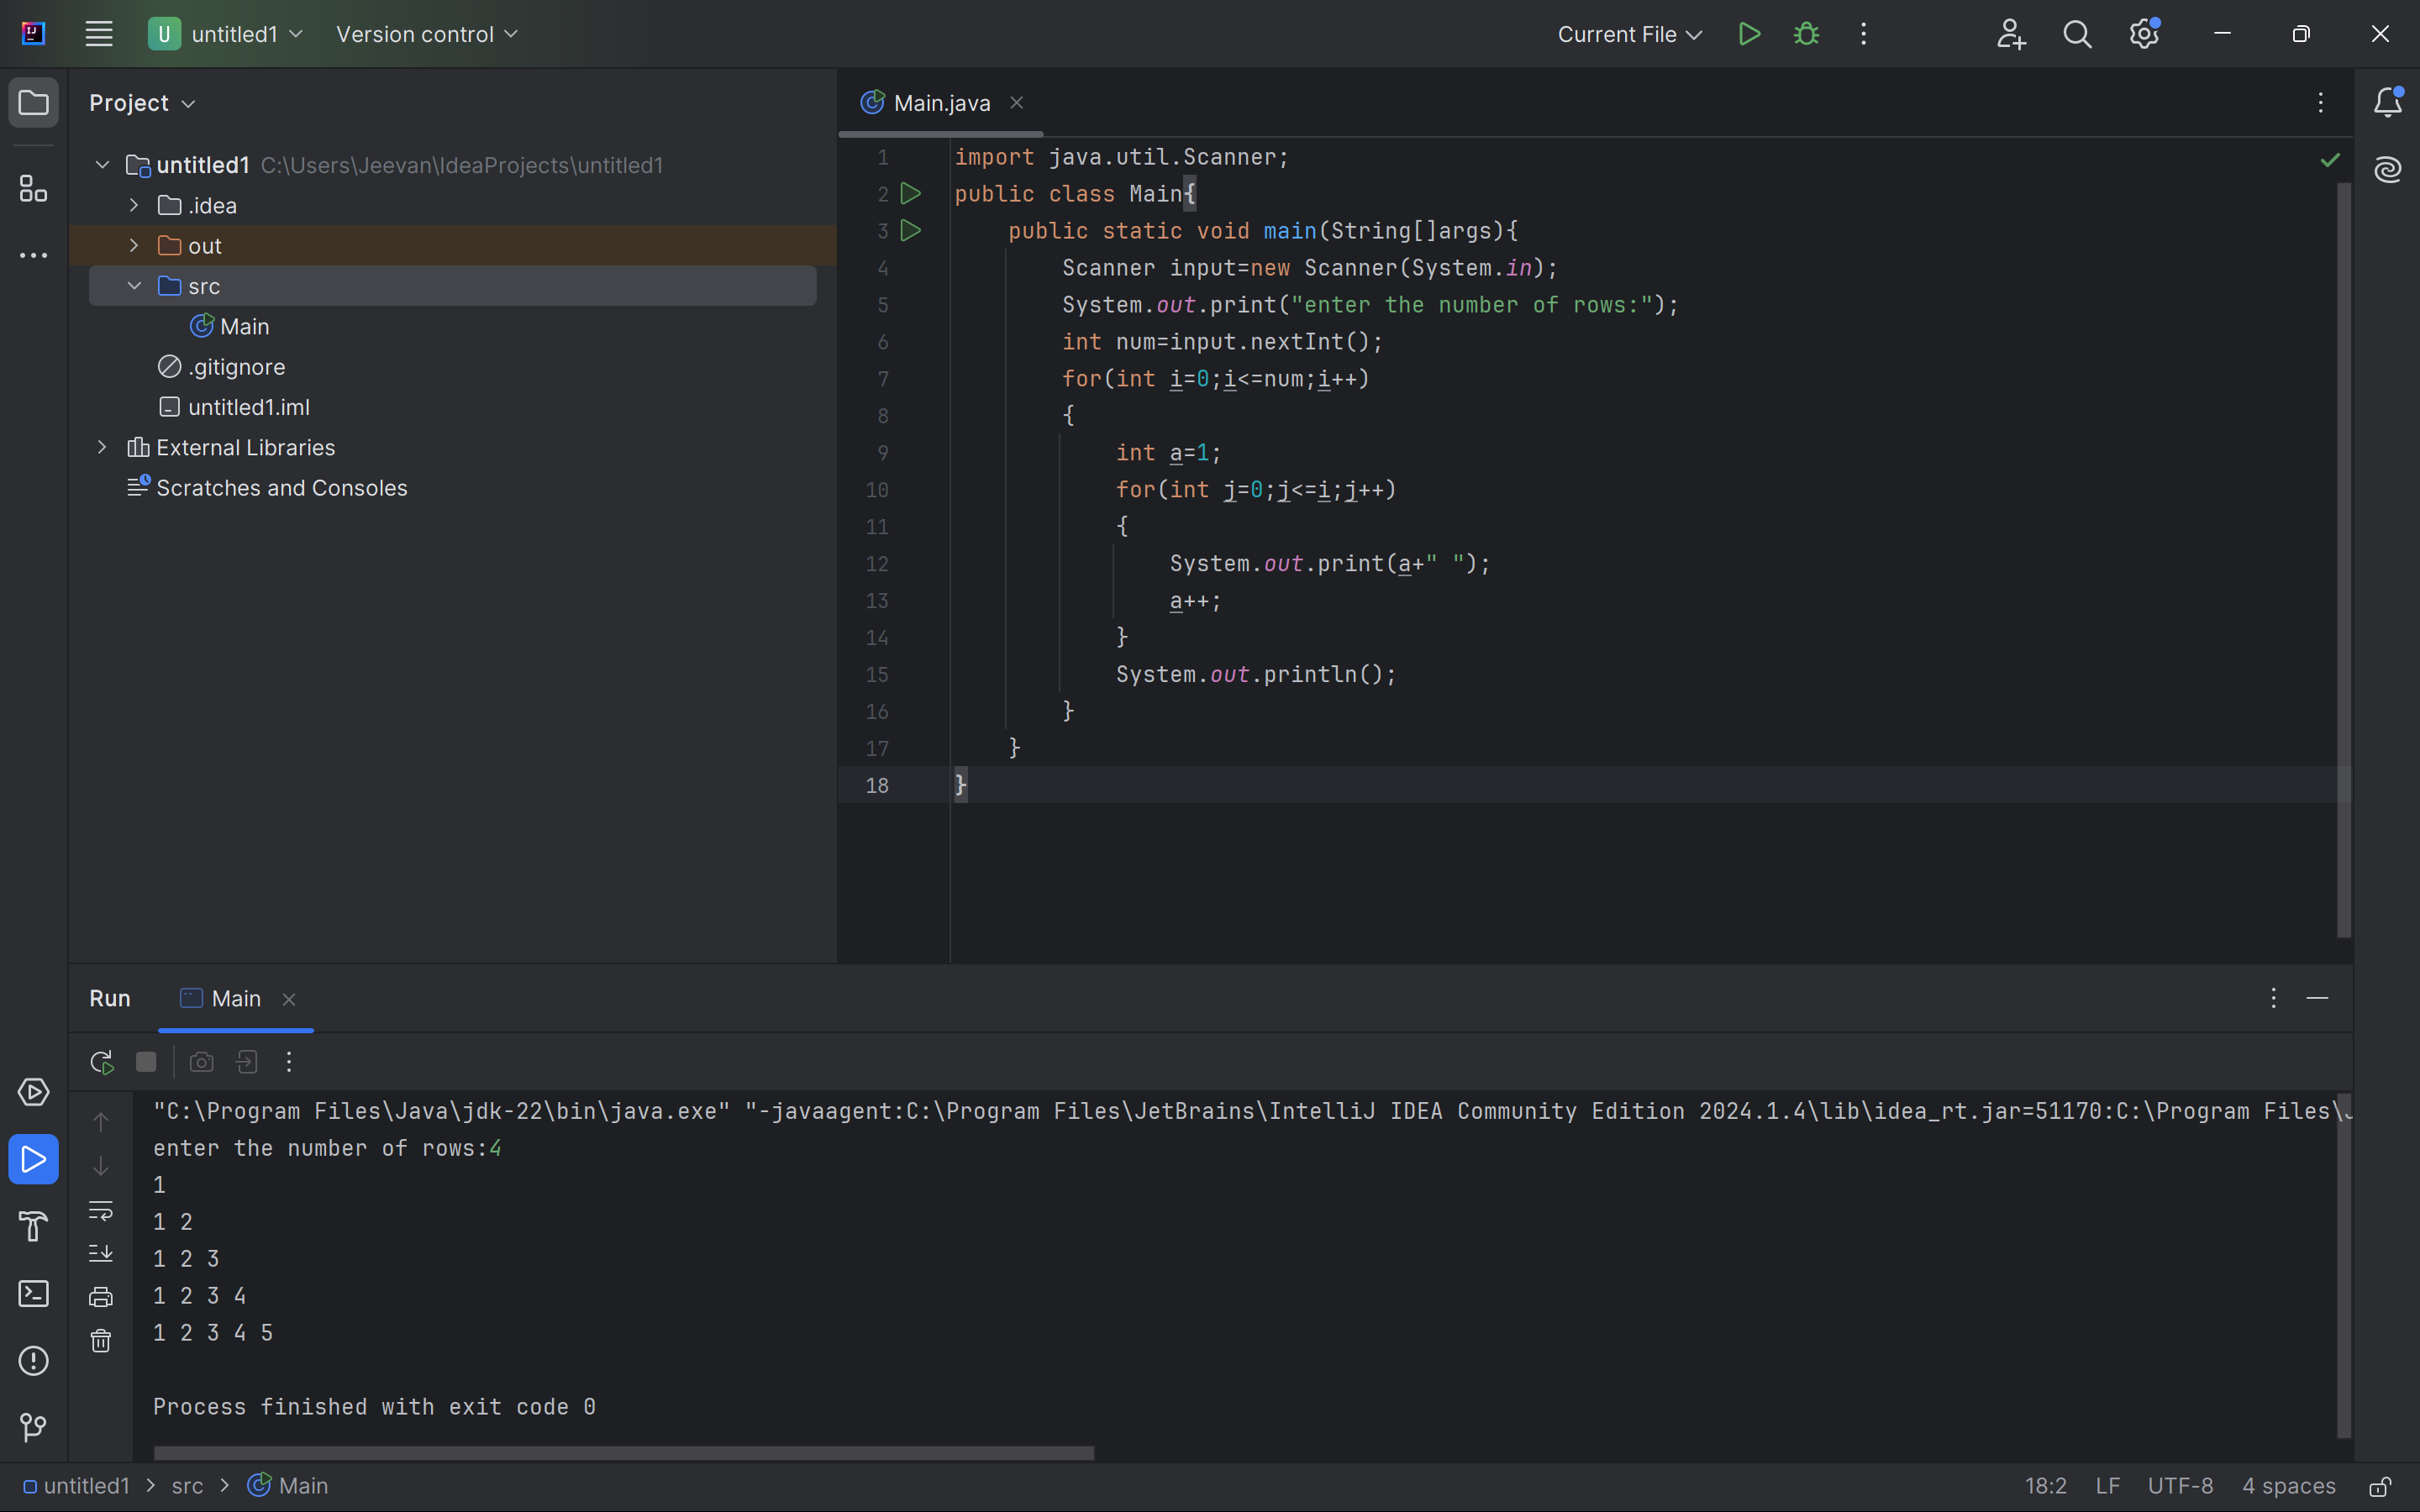 U untitled1 Version control Current File
Project
untitled1 C:\Users\Jeevan\IdeaProjects\untitled1
.idea
out
src
Main
.gitignore
untitled1.iml
External Libraries
Scratches and Consoles
Main.java
1 import java.util.Scanner;
2 public class Main{
3 public static void main(String[]args){
4 Scanner input=new Scanner(System.in);
5 System.out.print("enter the number of rows:");
6 int num=input.nextInt();
7 for(int i=0;i<=num;i++)
8 {
9 int a=1;
10 for(int j=0;j<=i;j++)
11 {
12 System.out.print(a+" ");
13 a++;
14 }
15 System.out.println();
16 }
17 }
18 }
Run Main
"C:\Program Files\Java\jdk-22\bin\java.exe" "-javaagent:C:\Program Files\JetBrains\IntelliJ IDEA Community Edition 2024.1.4\lib\idea_rt.jar=51170:C:\Program Files\
enter the number of rows:4
1
1 2
1 2 3
1 2 3 4
1 2 3 4 5
Process finished with exit code 0
untitled1 > src > Main 18:2 LF UTF-8 4 spaces